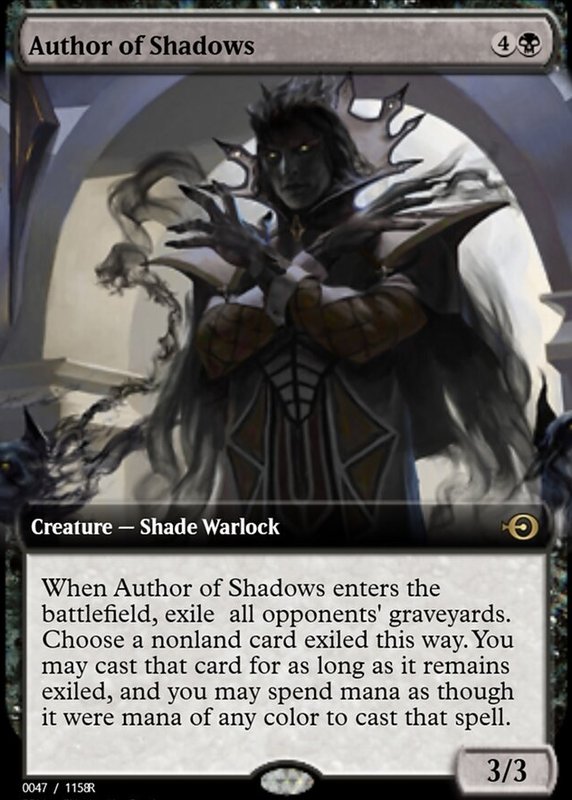 Author of Shadows 4
Creature — Shade Warlock
When Author of Shadows enters the
battlefield, exile  all opponents' graveyards.
Choose a nonland card exiled this way. You
may cast that card for as long as it remains
exiled, and you may spend mana as though
it were mana of any color to cast that spell.
3/3
0047 / 1158R